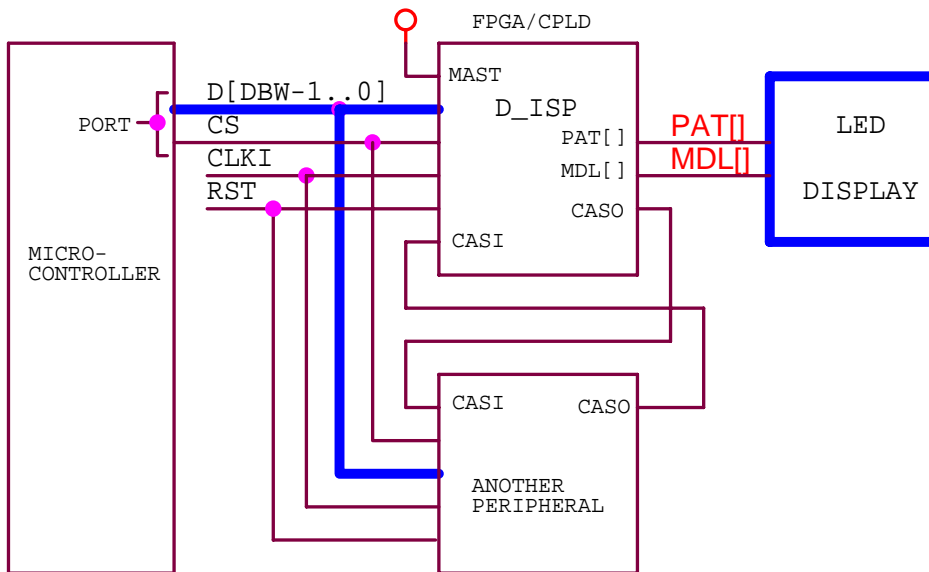 FPGA/CPLD
MAST
D[DBW-1..0]
D_ISP
PORT
CS
PAT[]
PAT[]
LED
CLKI
MDL[]
MDL[]
RST
CASO
DISPLAY
CASI
MICRO-
CONTROLLER
CASI
CASO
ANOTHER
PERIPHERAL